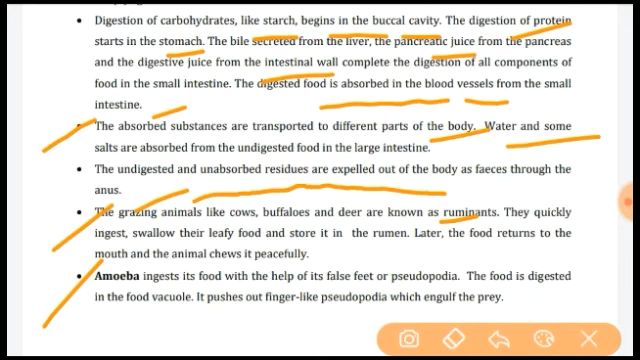 • Digestion of carbohydrates, like starch, begins in the buccal cavity. The digestion of protein
starts in the stomach. The bile secreted from the liver, the pancreatic juice from the pancreas
and the digestive juice from the intestinal wall complete the digestion of all components of
food in the small intestine. The digested food is absorbed in the blood vessels from the small
intestine.
• The absorbed substances are transported to different parts of the body. Water and some
salts are absorbed from the undigested food in the large intestine.
• The undigested and unabsorbed residues are expelled out of the body as faeces through the
anus.
• The grazing animals like cows, buffaloes and deer are known as ruminants. They quickly
ingest, swallow their leafy food and store it in the rumen. Later, the food returns to the
mouth and the animal chews it peacefully.
• Amoeba ingests its food with the help of its false feet or pseudopodia. The food is digested
in the food vacuole. It pushes out finger-like pseudopodia which engulf the prey.